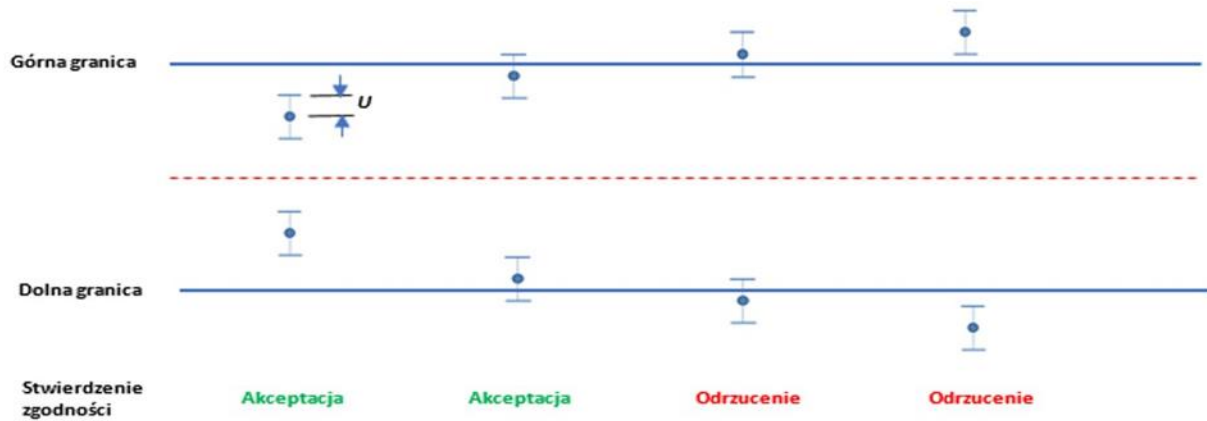 Górna granica
U
Dolna granica
Stwierdzenie
zgodności
Akceptacja
Akceptacja
Odrzucenie
Odrzucenie